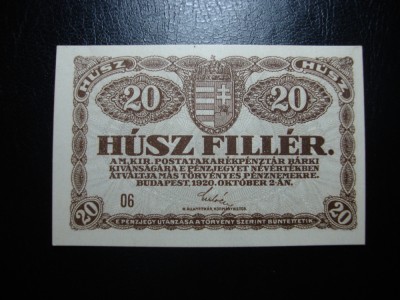 HÚSZ HÚSZ
20 20
HÚSZ FILLÉR.
A M. KIR. POSTATAKARÉKPÉNZTÁR BÁRKI
KIVÁNSÁGÁRA E PÉNZJEGYET NÉVÉRTÉKBEN
ÁTVÁLTJA MÁS TÖRVÉNYES PÉNZNEMEKRE.
BUDAPEST, 1920. OKTÓBER 2-ÁN.
06
20 20
E PÉNZJEGY UTÁNZÁSA A TÖRVÉNY SZERINT BÜNTETTETIK.